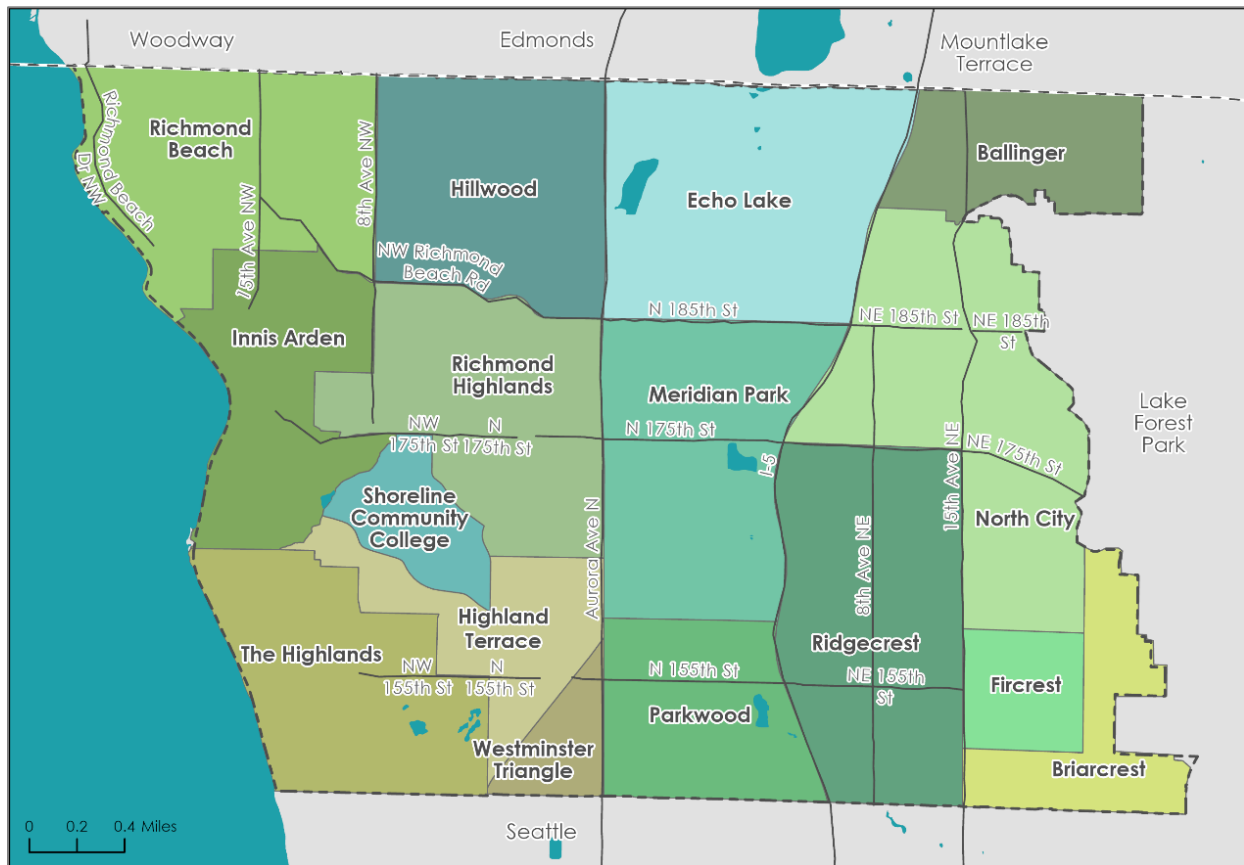 Woodway
Edmonds
Mountlake
Terrace
Richmond Beach
Dr NW
Richmond
Beach
15th Ave NW
8th Ave NW
Hillwood
Echo Lake
Ballinger
NW Richmond
Beach Rd
N 185th St
NE 185th St
NE 185th
St
Innis Arden
Richmond
Highlands
Meridian Park
Lake
Forest
Park
NW
175th St
N
175th St
N 175th St
NE 175th St
I-5
15th Ave NE
Shoreline
Community
College
North City
Aurora Ave N
8th Ave NE
Highland
Terrace
The Highlands
Ridgecrest
NW
155th St
N
155th St
N 155th St
NE 155th
St
Fircrest
Parkwood
Westminster
Triangle
Briarcrest
0 0.2 0.4 Miles
Seattle